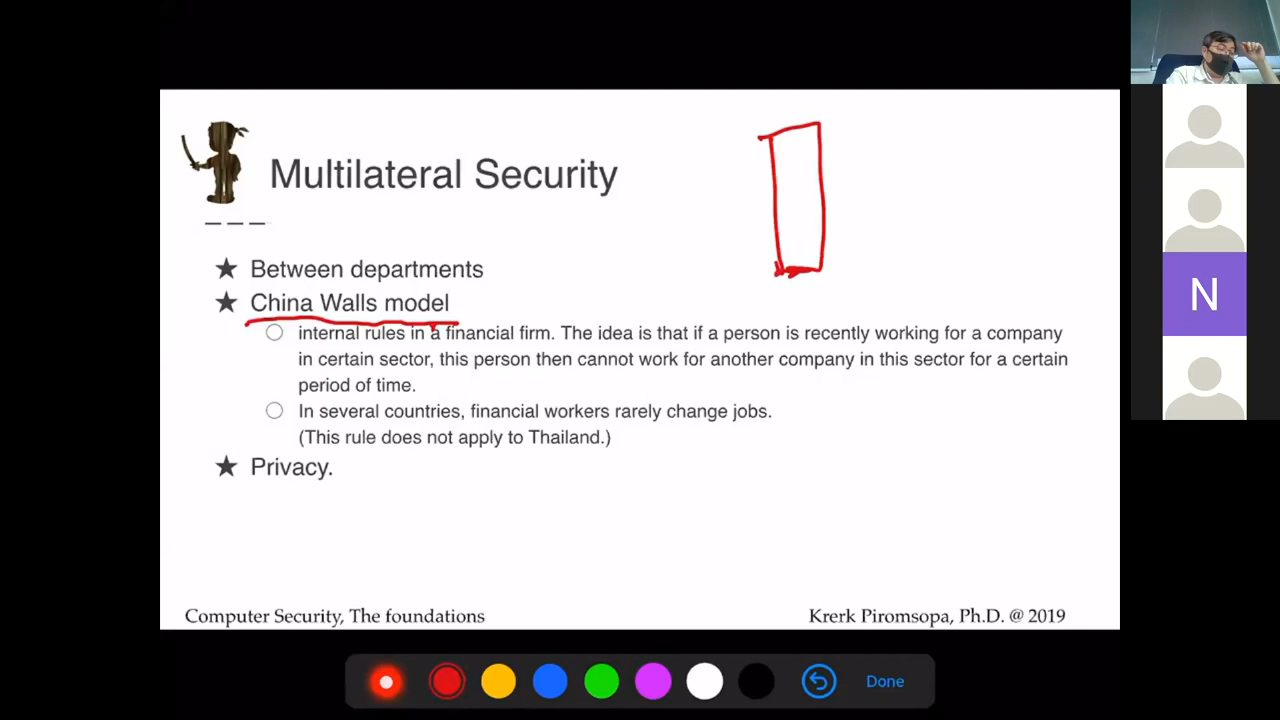 Multilateral Security
Between departments
China Walls model
internal rules in a financial firm. The idea is that if a person is recently working for a company
in certain sector, this person then cannot work for another company in this sector for a certain
period of time.
In several countries, financial workers rarely change jobs.
(This rule does not apply to Thailand.)
Privacy.
Computer Security, The foundations
Krerk Piromsopa, Ph.D. @ 2019
N
Done